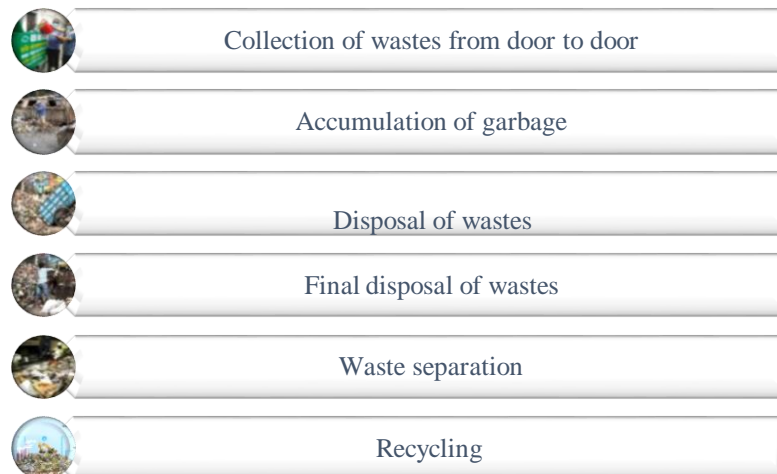 Collection of wastes from door to door
Accumulation of garbage
Disposal of wastes
Final disposal of wastes
Waste separation
Recycling